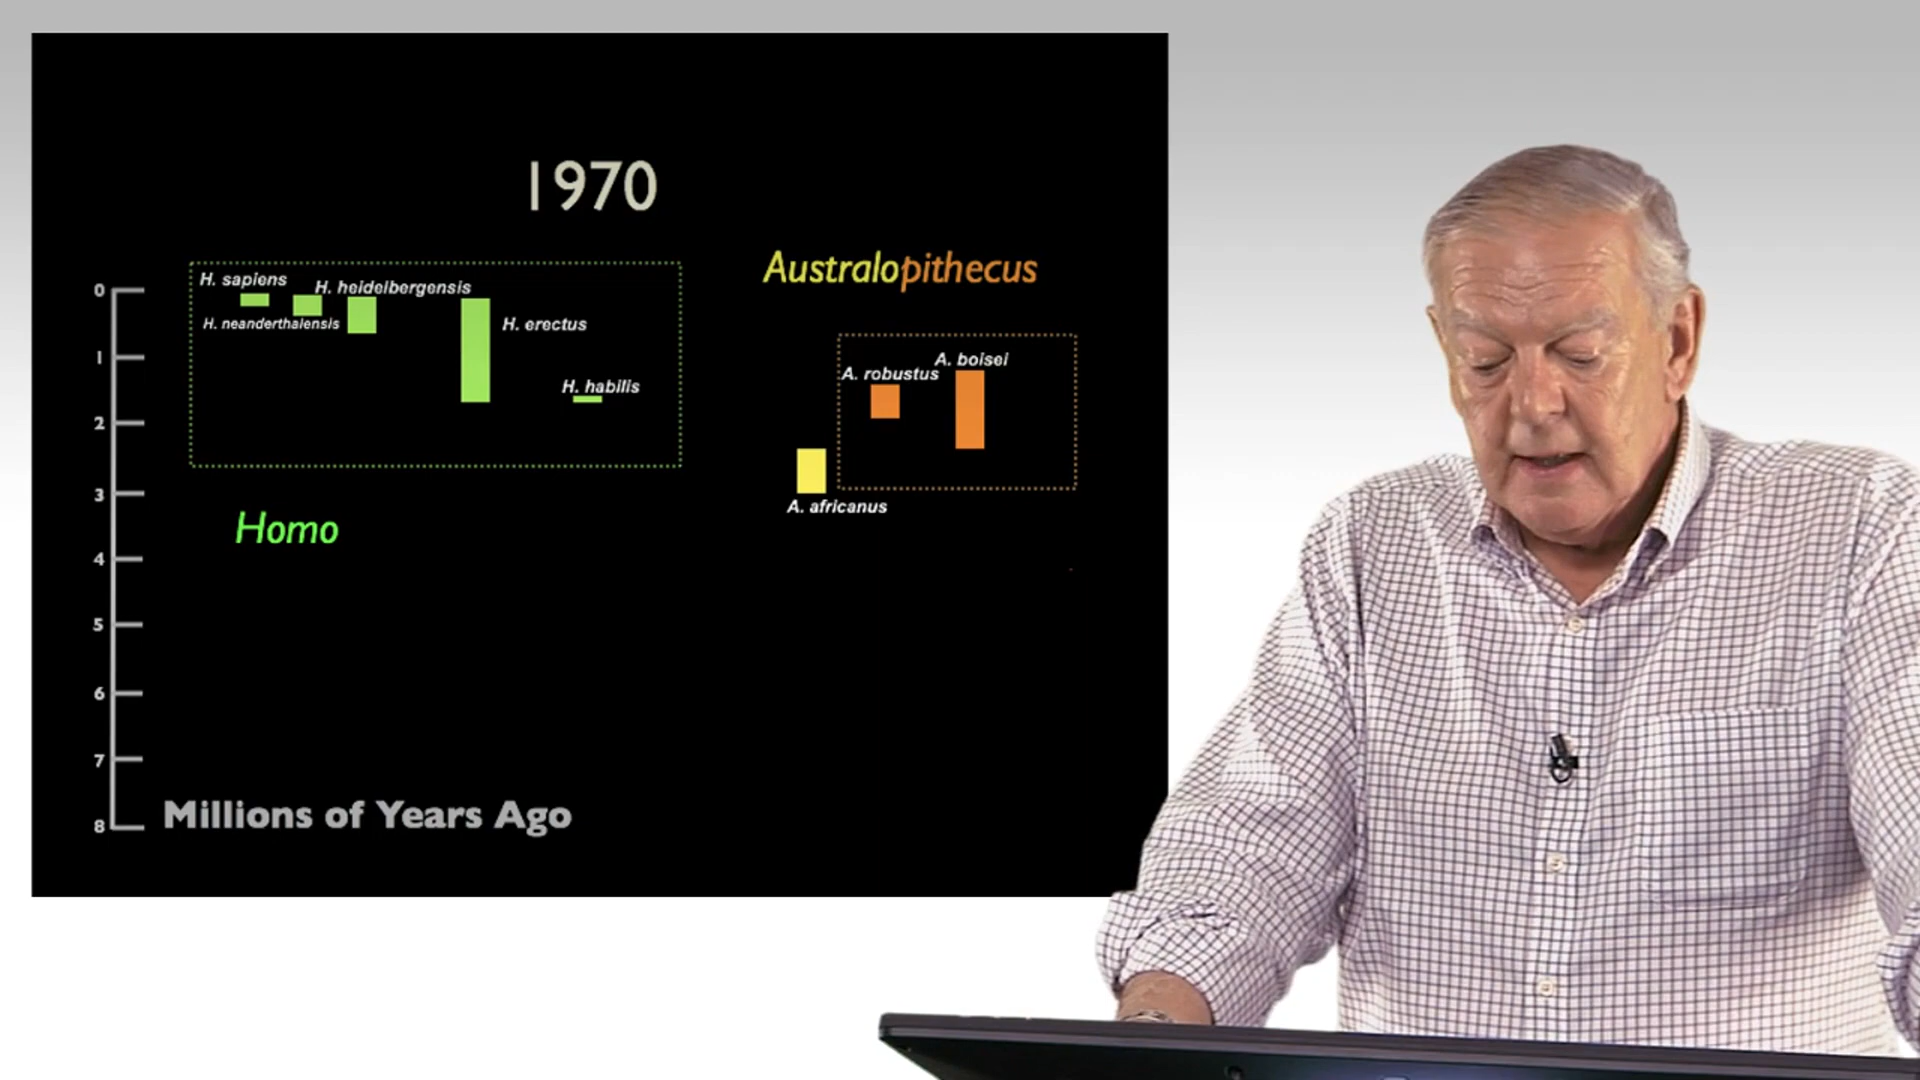 1970
Australopithecus
H. sapiens
H. heidelbergensis
H. neanderthalensis
H. erectus
H. habilis
A. boisei
A. robustus
A. africanus
Homo
0
1
2
3
4
5
6
7
8
Millions of Years Ago